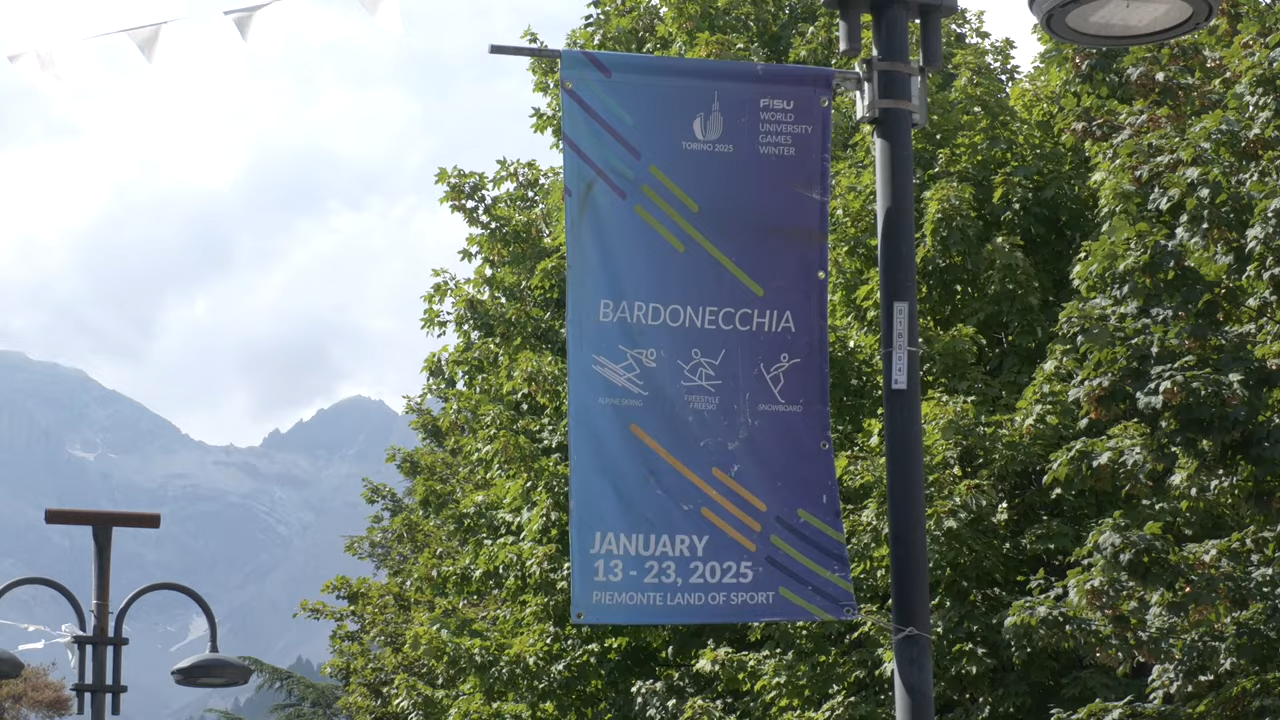 TORINO 2025
FISU
WORLD
UNIVERSITY
GAMES
WINTER
BARDONECCHIA
ALPINE SKIING
FREESTYLE
FREESKI
SNOWBOARD
JANUARY
13 - 23, 2025
PIEMONTE LAND OF SPORT